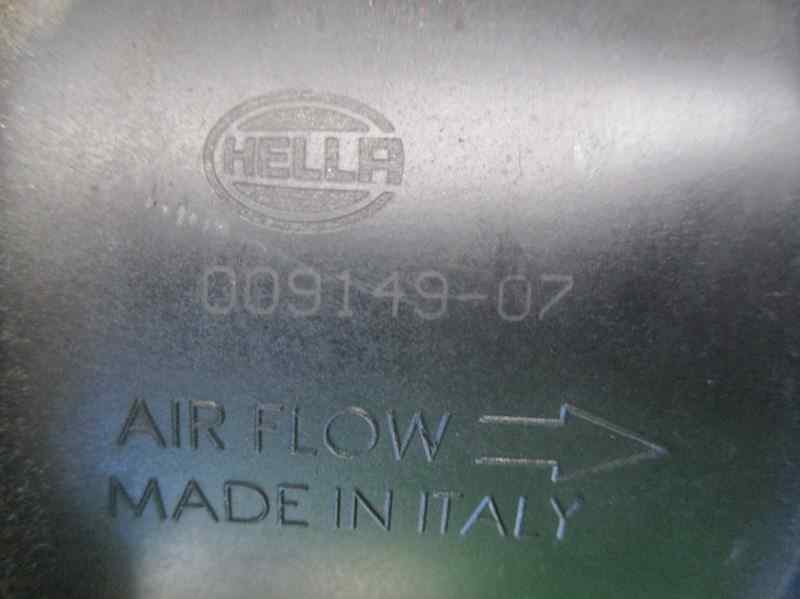 HELLA
009149-07
AIR FLOW
MADE IN ITALY